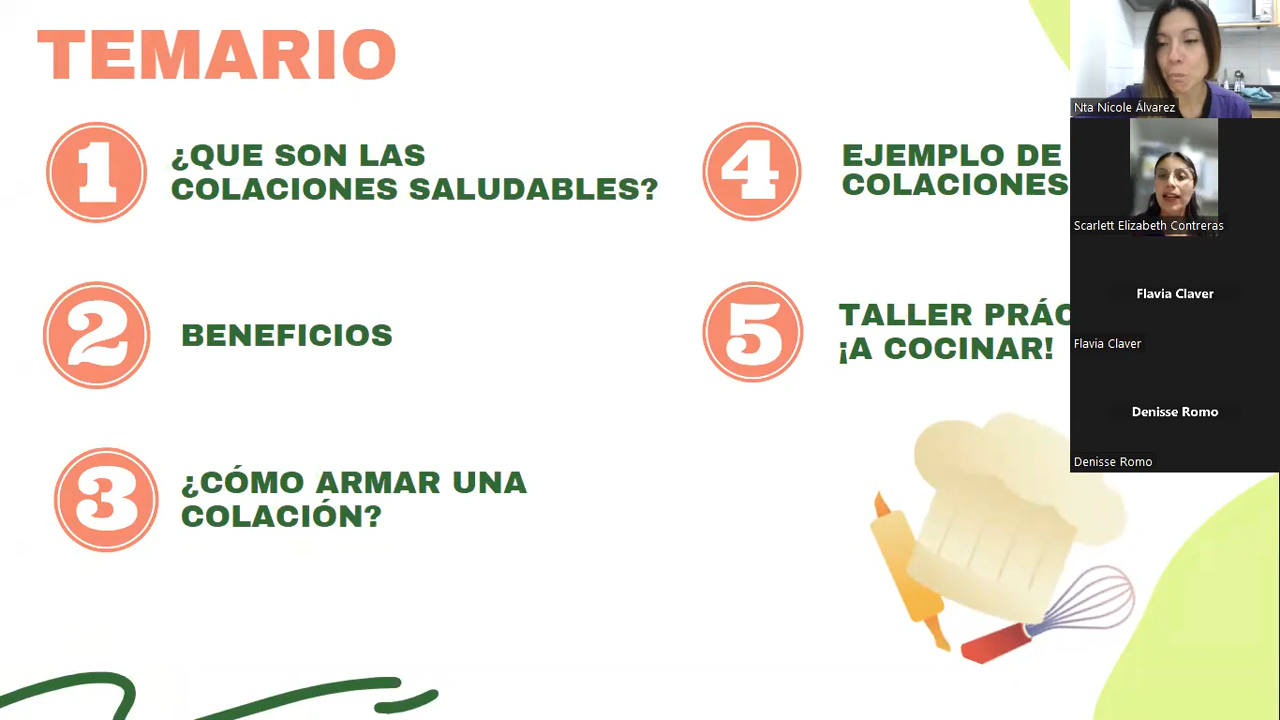 TEMARIO
1
¿QUE SON LAS
COLACIONES SALUDABLES?
2
BENEFICIOS
3
¿CÓMO ARMAR UNA
COLACIÓN?
4
EJEMPLO DE
COLACIONES
5
TALLER PRÁC
¡A COCINAR!
Nta Nicole Álvarez
Scarlett Elizabeth Contreras
Flavia Claver
Flavia Claver
Denisse Romo
Denisse Romo